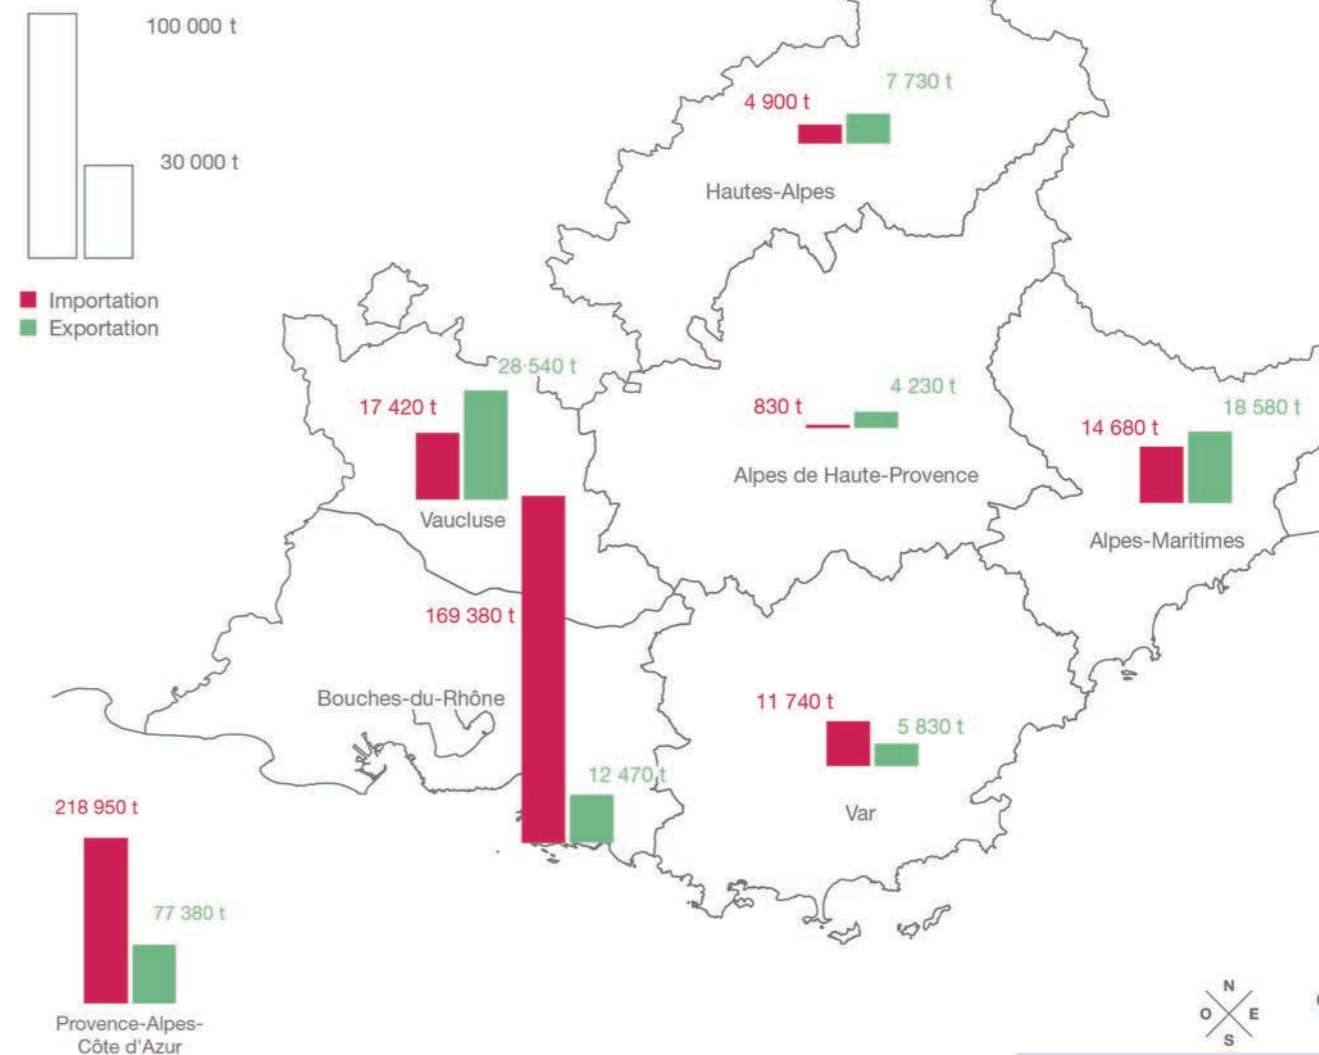 100 000 t
30 000 t
Importation
Exportation
7 730 t
4 900 t
Hautes-Alpes
28·540 t
17 420 t
Vaucluse
4 230 t
830 t
Alpes de Haute-Provence
18 580 t
14 680 t
Alpes-Maritimes
169 380 t
Bouches-du-Rhône
12 470 t
11 740 t
5 830 t
Var
218 950 t
77 380 t
Provence-Alpes-
Côte d'Azur
N
O E
S